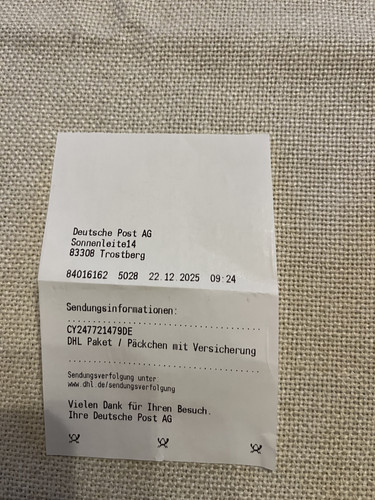 Deutsche Post AG
Sonnenleite14
83308 Trostberg
84016162 5028 22.12.2025 09:24
Sendungsinformationen:
CY247721479DE
DHL Paket / Päckchen mit Versicherung
Sendungsverfolgung unter
www.dhl.de/sendungsverfolgung
Vielen Dank für Ihren Besuch.
Ihre Deutsche Post AG